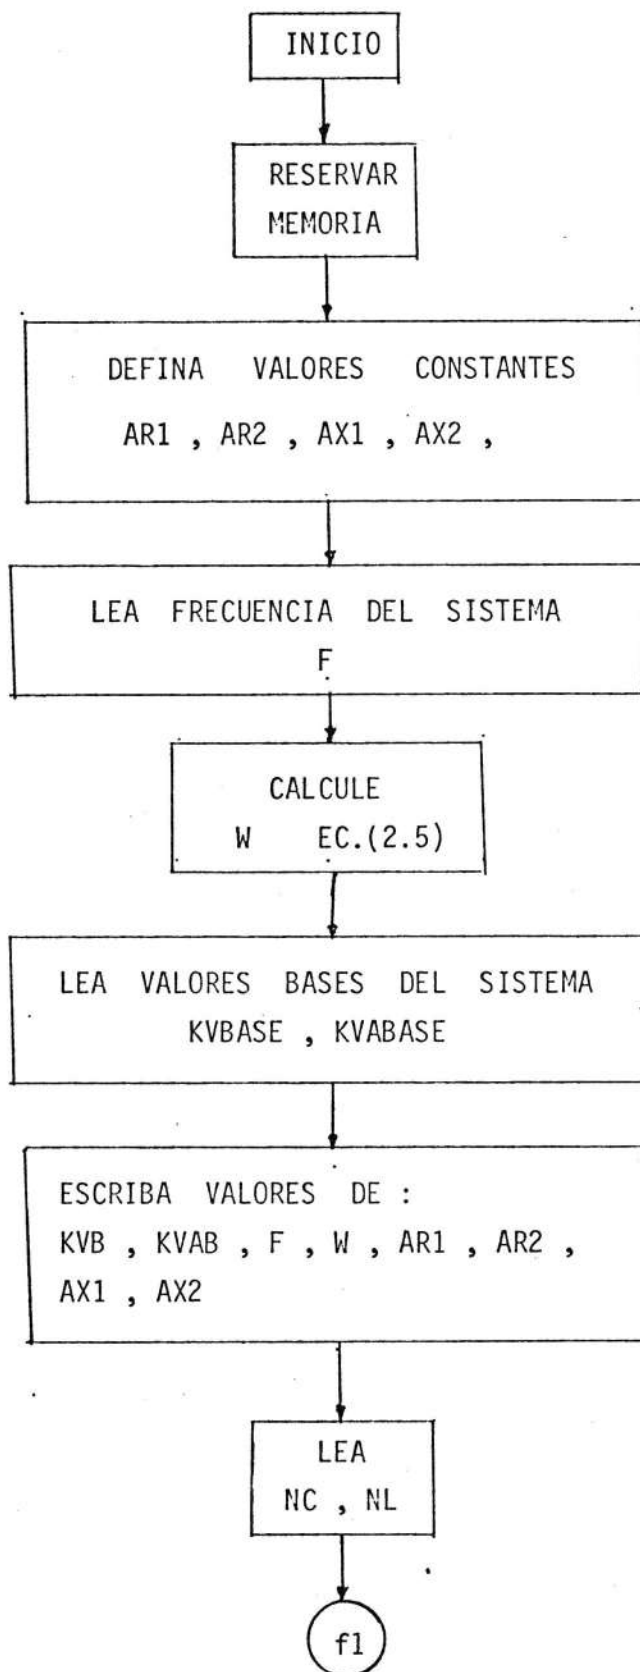 INICIO
RESERVAR
MEMORIA
DEFINA VALORES CONSTANTES
AR1 , AR2 , AX1 , AX2 ,
LEA FRECUENCIA DEL SISTEMA
F
CALCULE
W EC.(2.5)
LEA VALORES BASES DEL SISTEMA
KVBASE , KVABASE
ESCRIBA VALORES DE :
KVB , KVAB , F , W , AR1 , AR2 ,
AX1 , AX2
LEA
NC , NL
f1